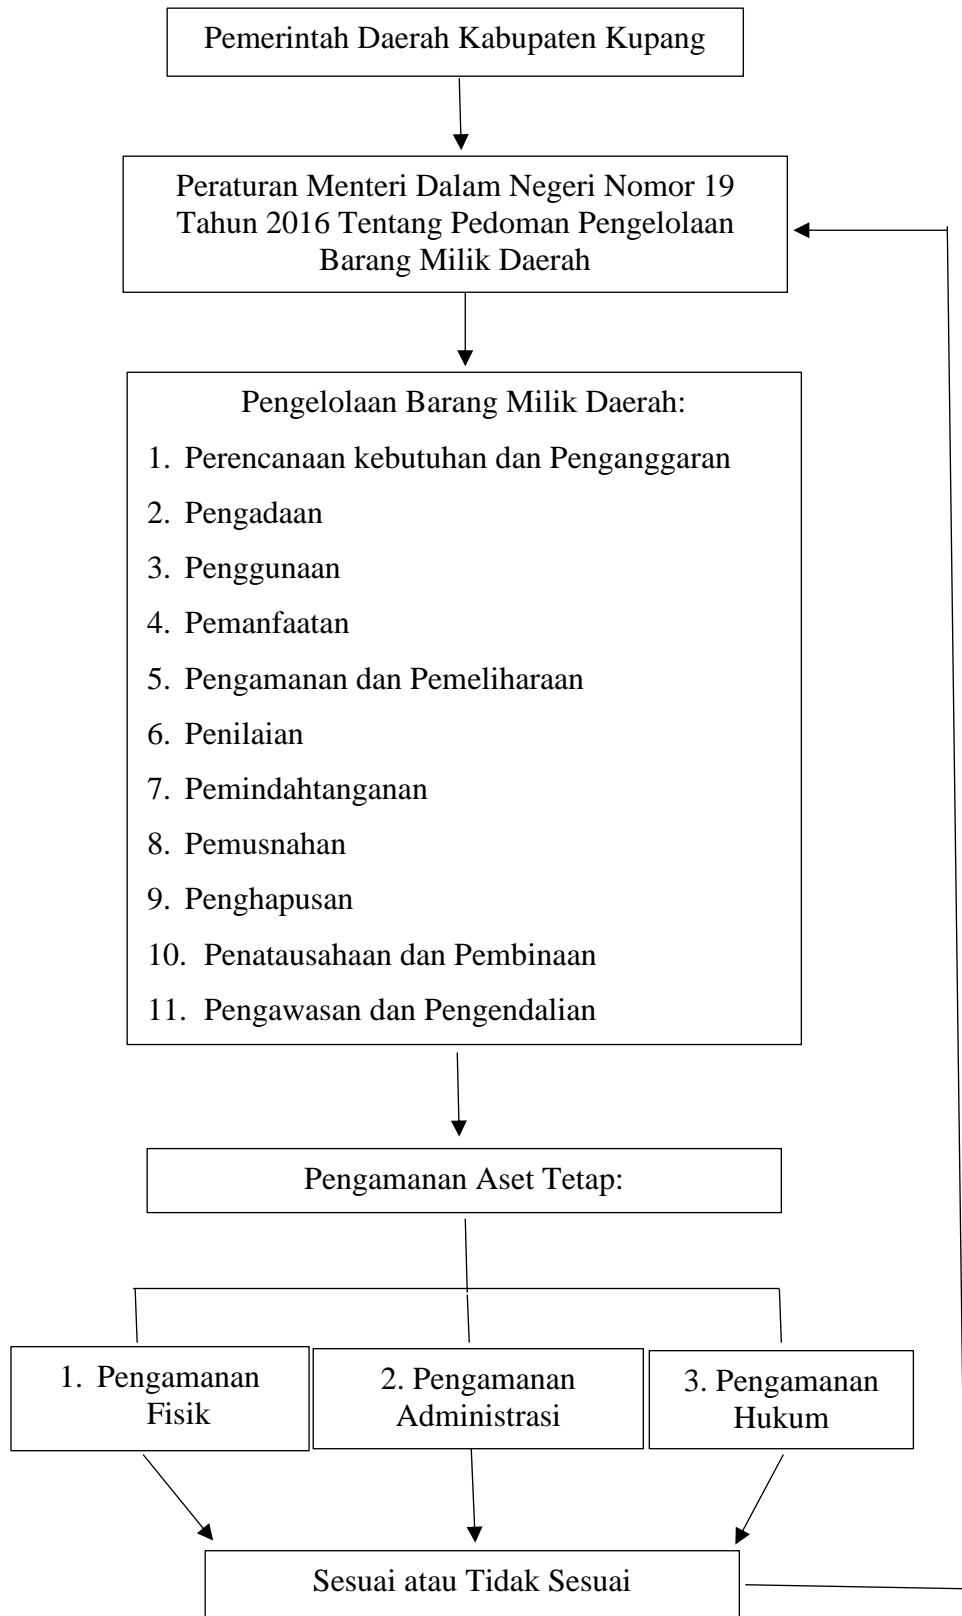 Pemerintah Daerah Kabupaten Kupang
Peraturan Menteri Dalam Negeri Nomor 19
Tahun 2016 Tentang Pedoman Pengelolaan
Barang Milik Daerah
Pengelolaan Barang Milik Daerah:
1. Perencanaan kebutuhan dan Penganggaran
2. Pengadaan
3. Penggunaan
4. Pemanfaatan
5. Pengamanan dan Pemeliharaan
6. Penilaian
7. Pemindahtanganan
8. Pemusnahan
9. Penghapusan
10. Penatausahaan dan Pembinaan
11. Pengawasan dan Pengendalian
Pengamanan Aset Tetap:
1. Pengamanan
Fisik
2. Pengamanan
Administrasi
3. Pengamanan
Hukum
Sesuai atau Tidak Sesuai